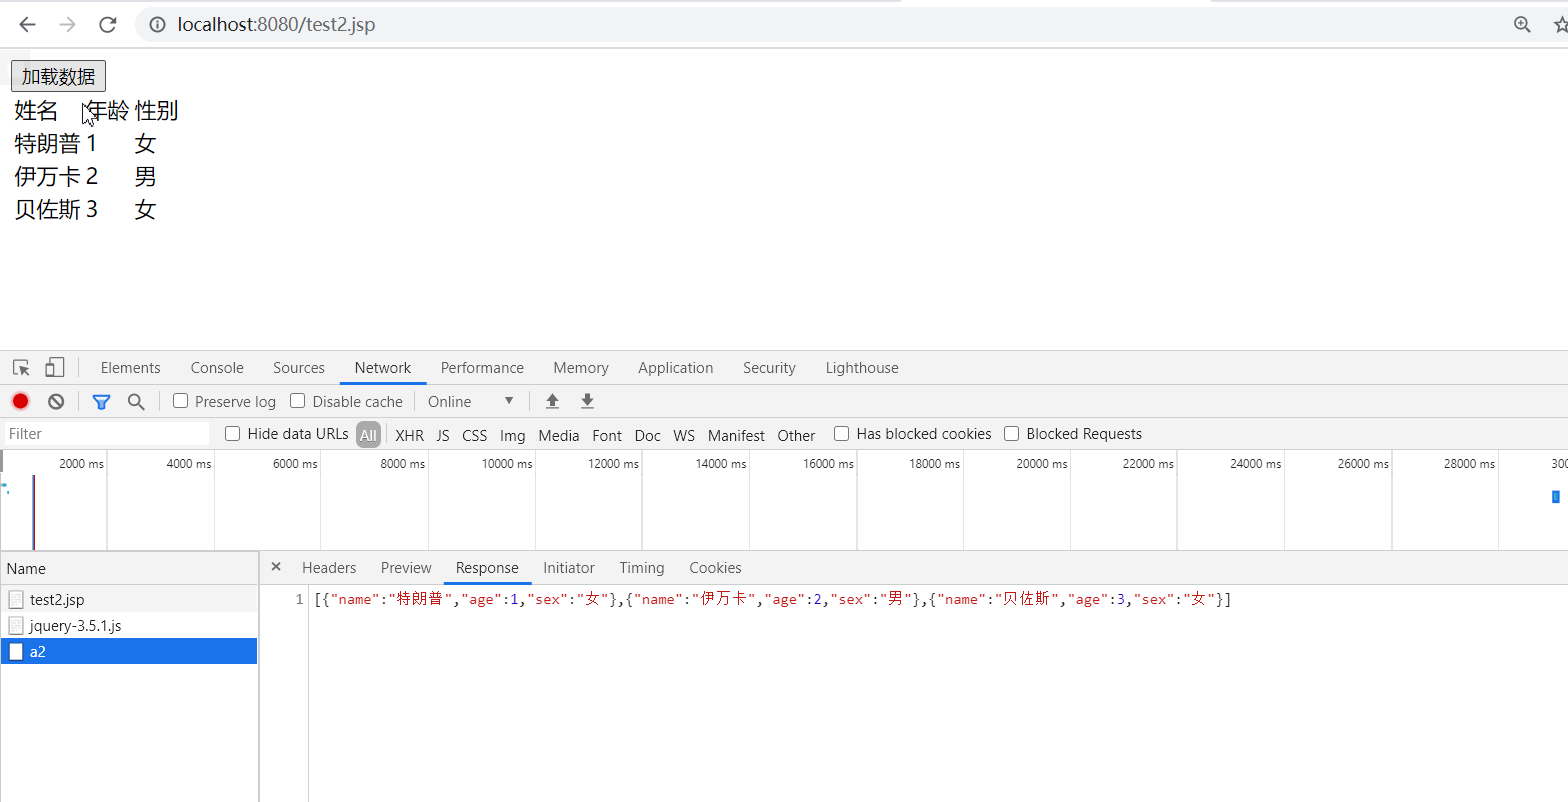 localhost:8080/test2.jsp
加载数据
姓名 年龄 性别
特朗普 1 女
伊万卡 2 男
贝佐斯 3 女
Elements Console Sources Network Performance Memory Application Security Lighthouse
Preserve log Disable cache Online
Filter Hide data URLs All XHR JS CSS Img Media Font Doc WS Manifest Other Has blocked cookies Blocked Requests
2000 ms 4000 ms 6000 ms 8000 ms 10000 ms 12000 ms 14000 ms 16000 ms 18000 ms 20000 ms 22000 ms 24000 ms 26000 ms 28000 ms 300
Name × Headers Preview Response Initiator Timing Cookies
test2.jsp 1 [{"name":"特朗普","age":1,"sex":"女"},{"name":"伊万卡","age":2,"sex":"男"},{"name":"贝佐斯","age":3,"sex":"女"}]
jquery-3.5.1.js
a2